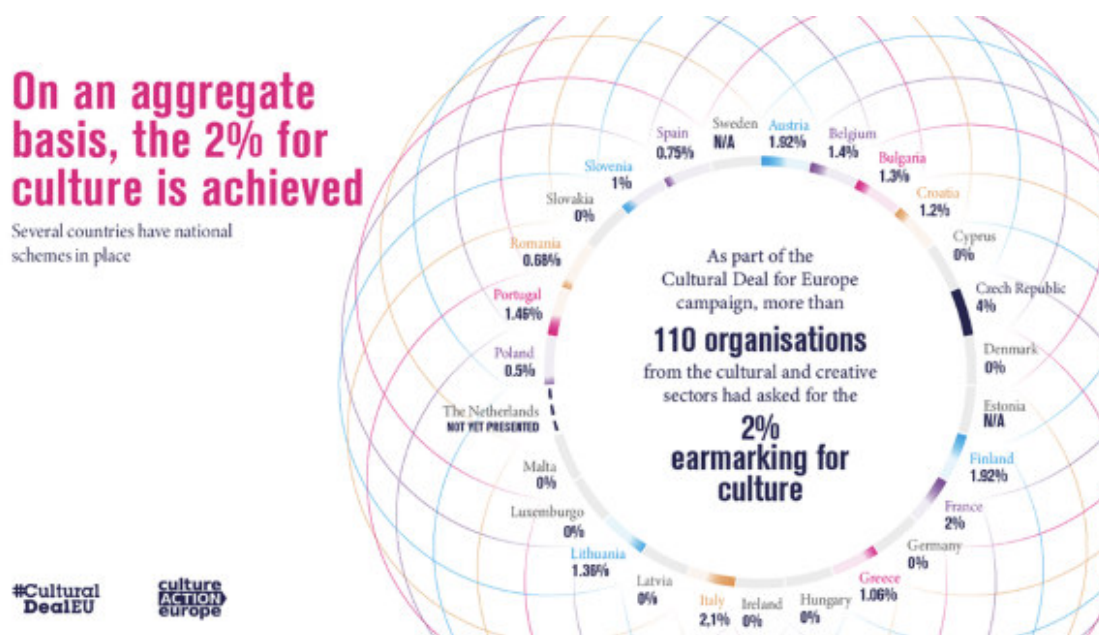 On an aggregate
basis, the 2% for
culture is achieved
Several countries have national
schemes in place
Sweden
N/A
Austria
1.92%
Belgium
1.4%
Bulgaria
1.3%
Croatia
1.2%
Cyprus
0%
Czech Republic
4%
Denmark
0%
Estonia
N/A
Finland
1.92%
France
2%
Germany
0%
Greece
1.06%
Hungary
0%
Ireland
0%
Italy
2,1%
Latvia
0%
Lithuania
1.36%
Luxemburgo
0%
Malta
0%
The Netherlands
NOT YET PRESENTED
Poland
0.5%
Portugal
1.46%
Romania
0.68%
Slovakia
0%
Slovenia
1%
Spain
0.75%
As part of the
Cultural Deal for Europe
campaign, more than
110 organisations
from the cultural and creative
sectors had asked for the
2%
earmarking for
culture
#Cultural
DealEU
culture
ACTION
europe